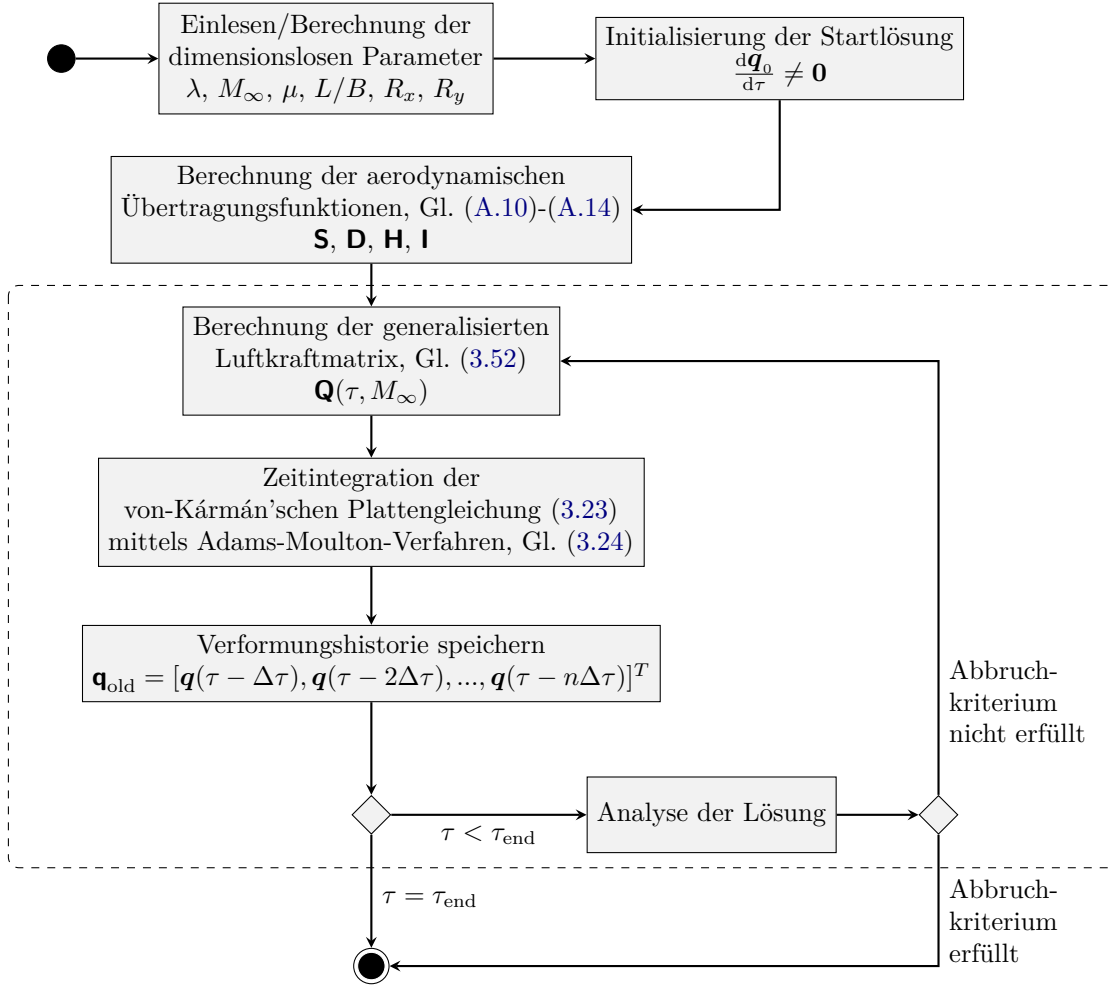 Einlesen/Berechnung der
dimensionslosen Parameter
λ, M∞, μ, L/B, Rx, Ry
Initialisierung der Startlösung
d𝒒₀/dτ ≠ 𝟎
Berechnung der aerodynamischen
Übertragungsfunktionen, Gl. (A.10)-(A.14)
S, D, H, I
Berechnung der generalisierten
Luftkraftmatrix, Gl. (3.52)
Q(τ, M∞)
Zeitintegration der
von-Kármán'schen Plattengleichung (3.23)
mittels Adams-Moulton-Verfahren, Gl. (3.24)
Verformungshistorie speichern
q_old = [q(τ − Δτ), q(τ − 2Δτ), ..., q(τ − nΔτ)]^T
Abbruch-
kriterium
nicht erfüllt
Analyse der Lösung
τ < τ_end
τ = τ_end
Abbruch-
kriterium
erfüllt